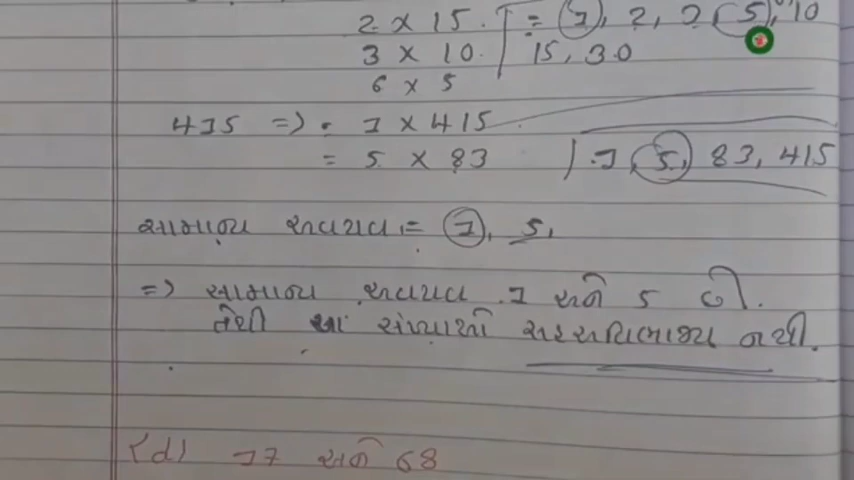 2 × 15. = 1, 2, 3, 5, 10
3 × 10. 15, 30
6 × 5
415 => • 1 × 415
= 5 × 83 1, 5, 83, 415
સામાન્ય અવયવ = 1, 5,
=> સામાન્ય અવયવ 1 અને 5 છે.
તેથી આ સંખ્યાઓ સહઅવિભાજ્ય નથી.
(d) 17 અને 68